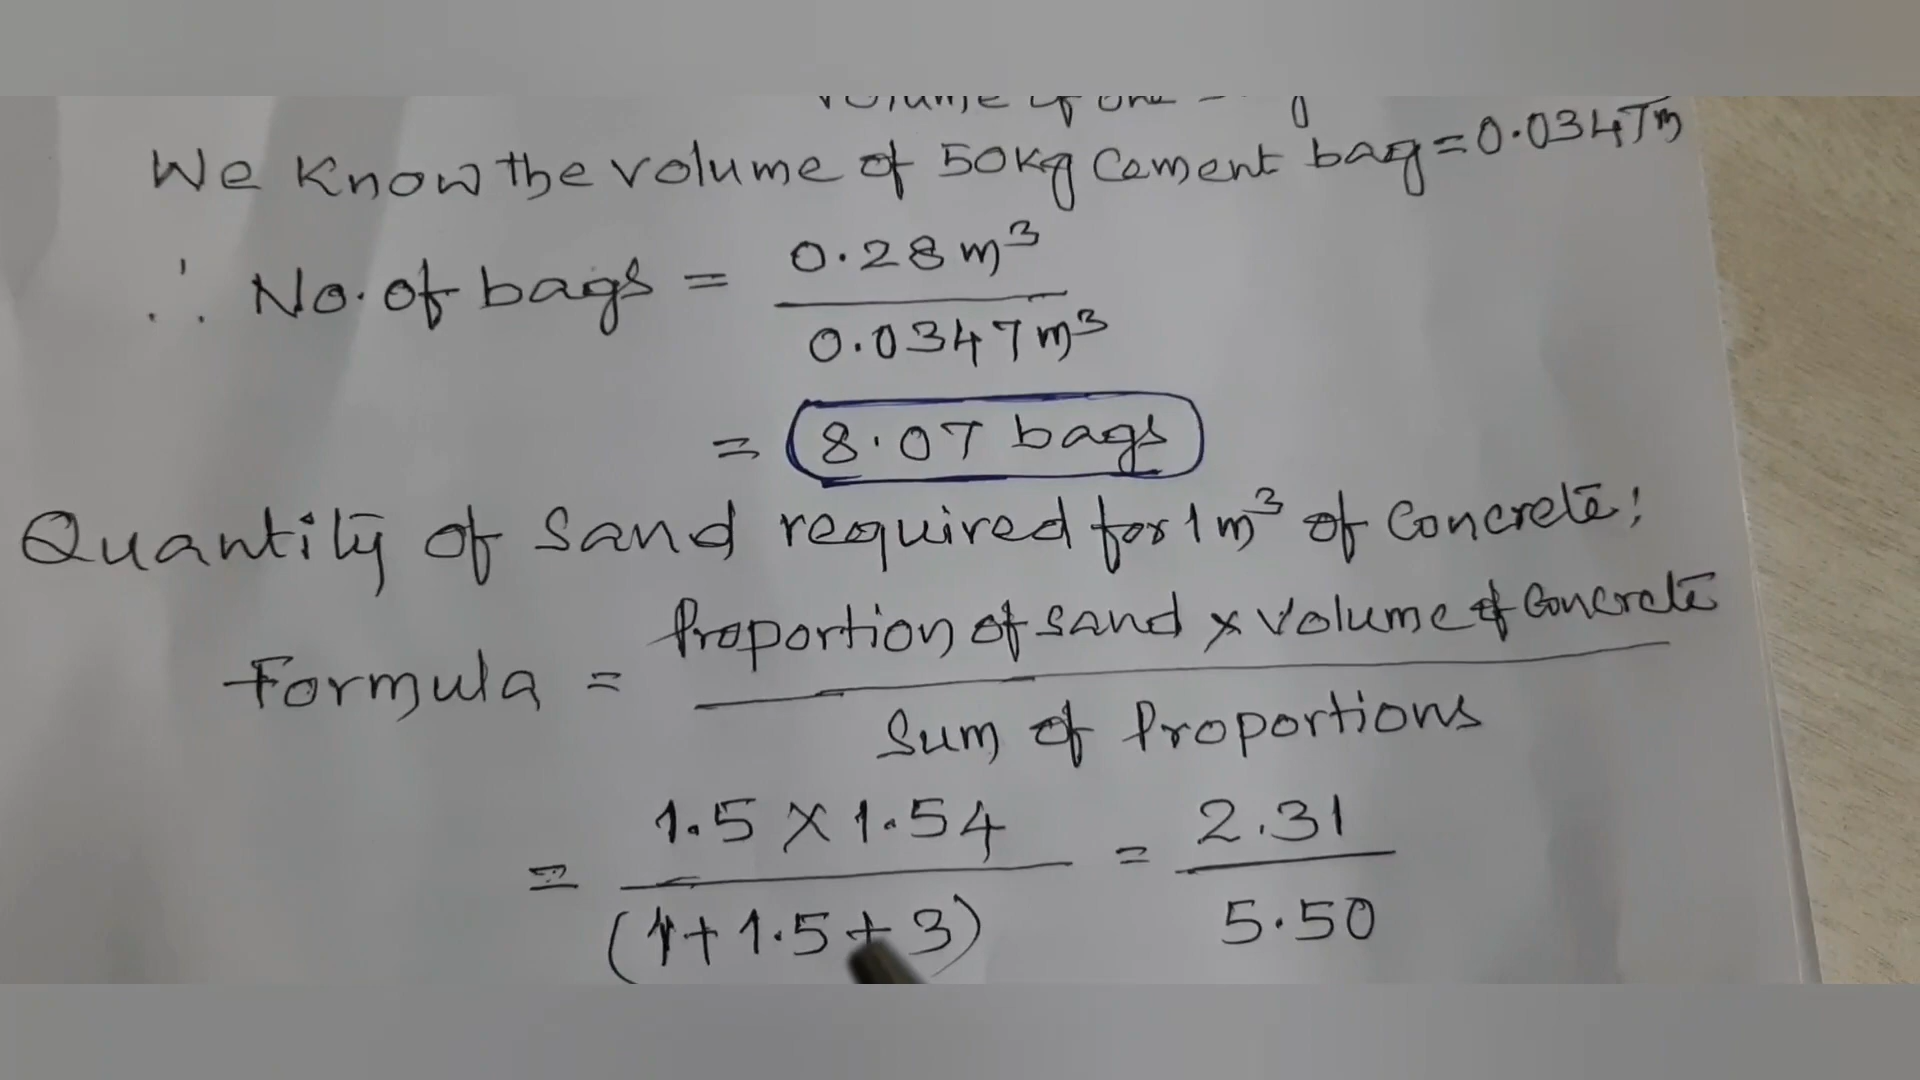 We Know the volume of 50kg Cement bag = 0.0347m
∴ No. of bags = 0.28 m³ / 0.0347 m³
= 8.07 bags
Quantity of Sand required for 1 m³ of Concrete:
Formula = Proportion of sand x Volume of Concrete / Sum of Proportions
= 1.5 x 1.54 / (1 + 1.5 + 3) = 2.31 / 5.50